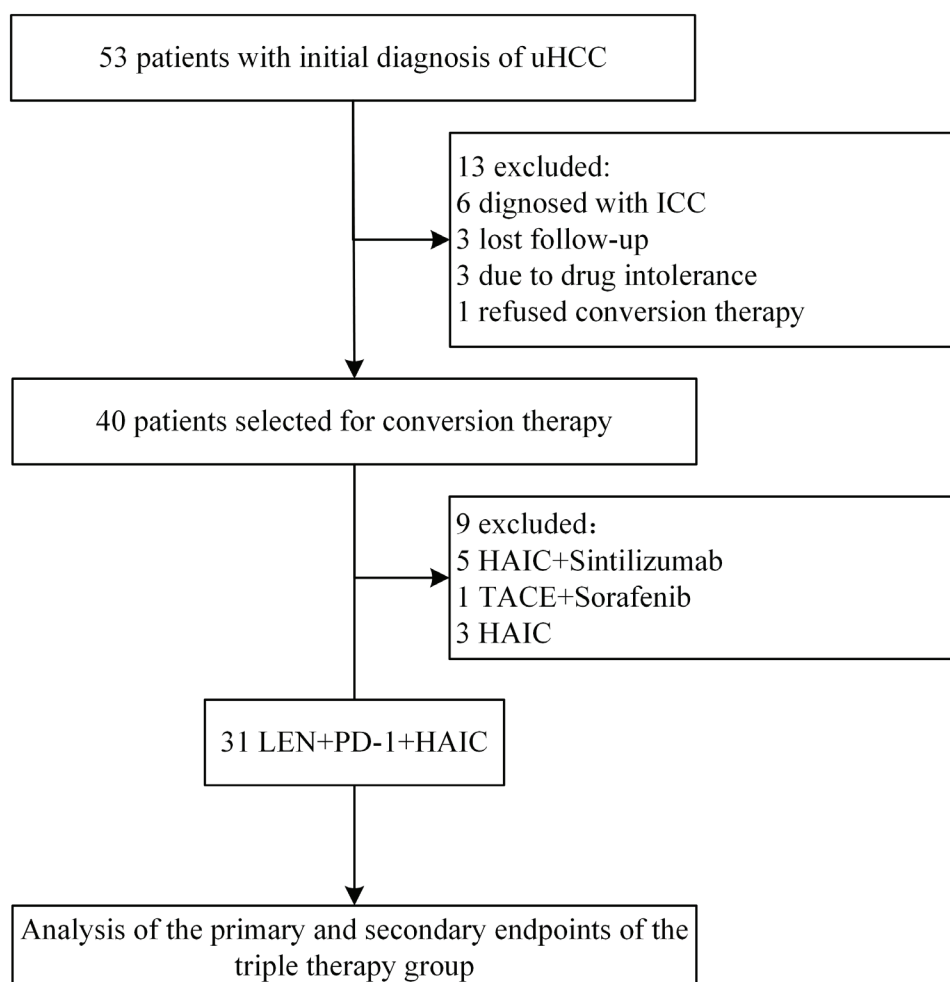 53 patients with initial diagnosis of uHCC
13 excluded:
6 dignosed with ICC
3 lost follow-up
3 due to drug intolerance
1 refused conversion therapy
40 patients selected for conversion therapy
9 excluded：
5 HAIC+Sintilizumab
1 TACE+Sorafenib
3 HAIC
31 LEN+PD-1+HAIC
Analysis of the primary and secondary endpoints of the
triple therapy group